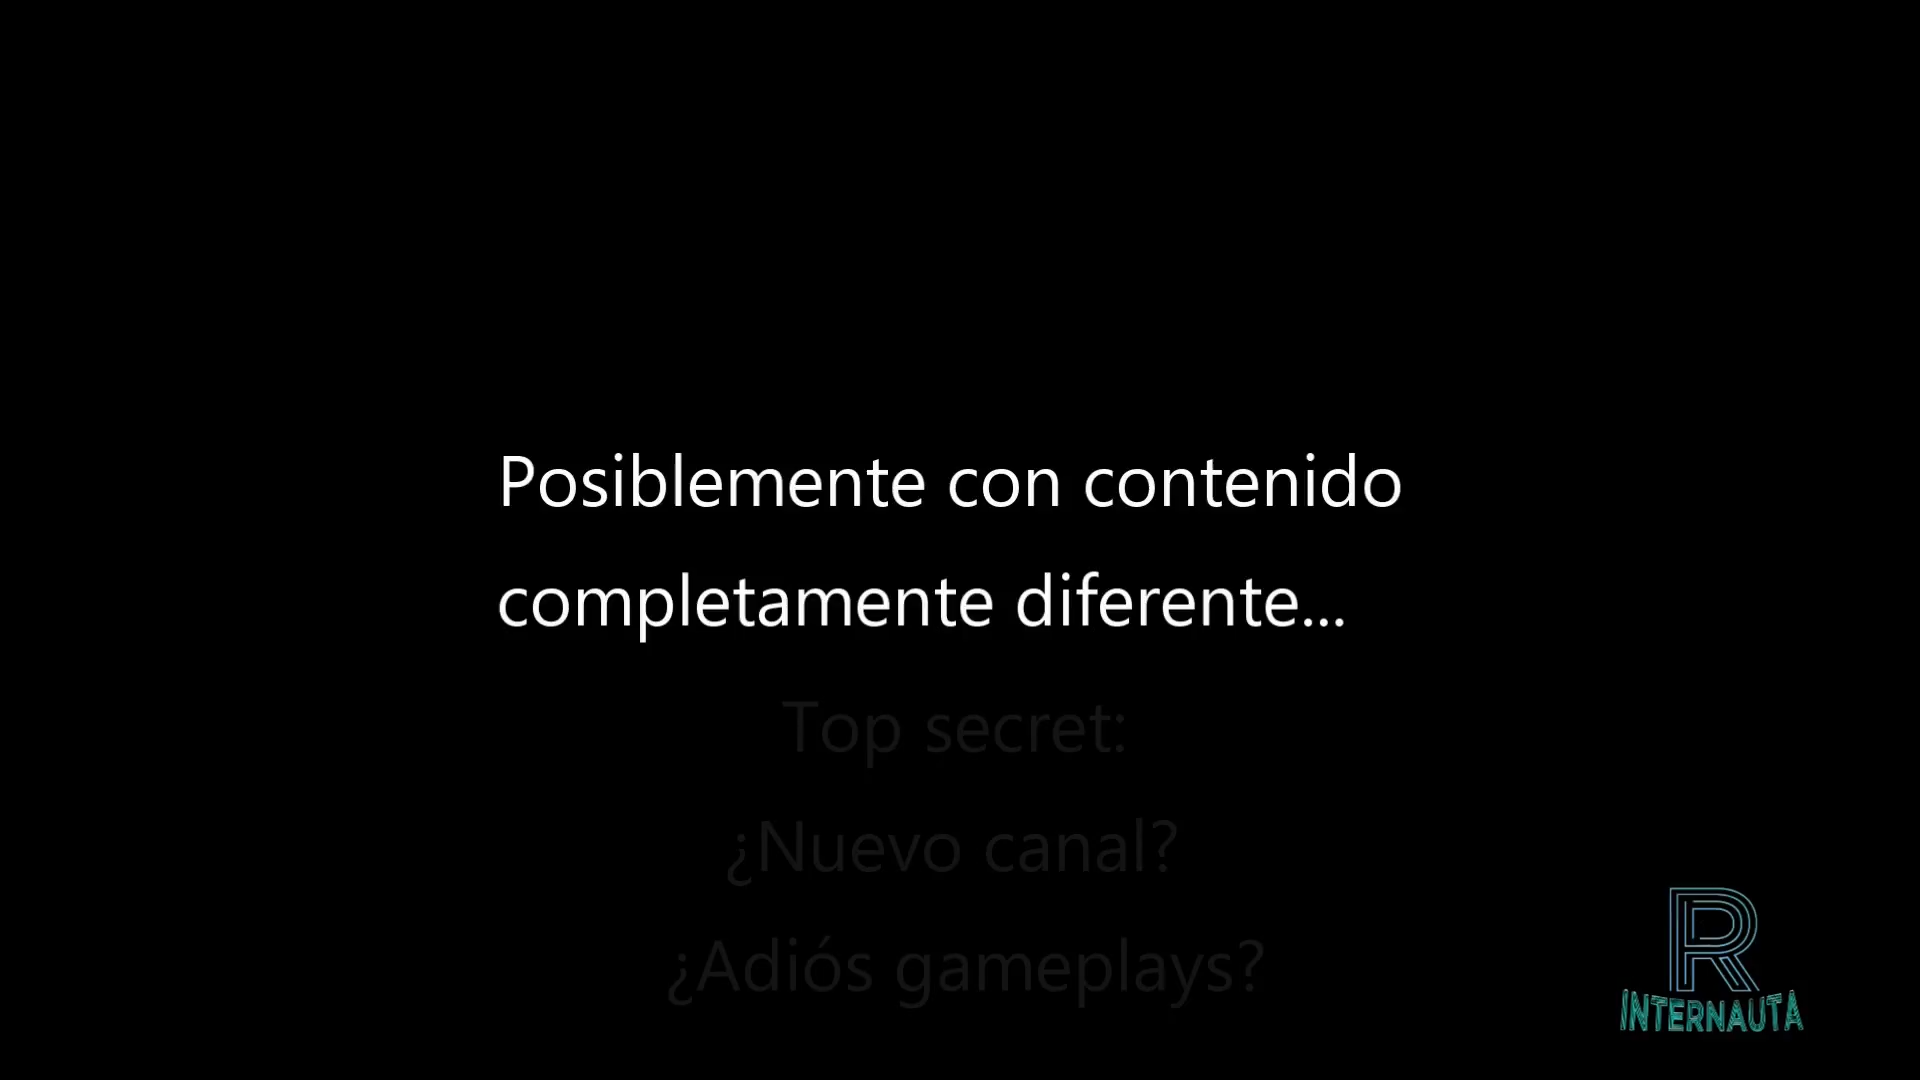 Posiblemente con contenido
completamente diferente...
Top secret:
¿Nuevo canal?
¿Adiós gameplays?
R
INTERNAUTA